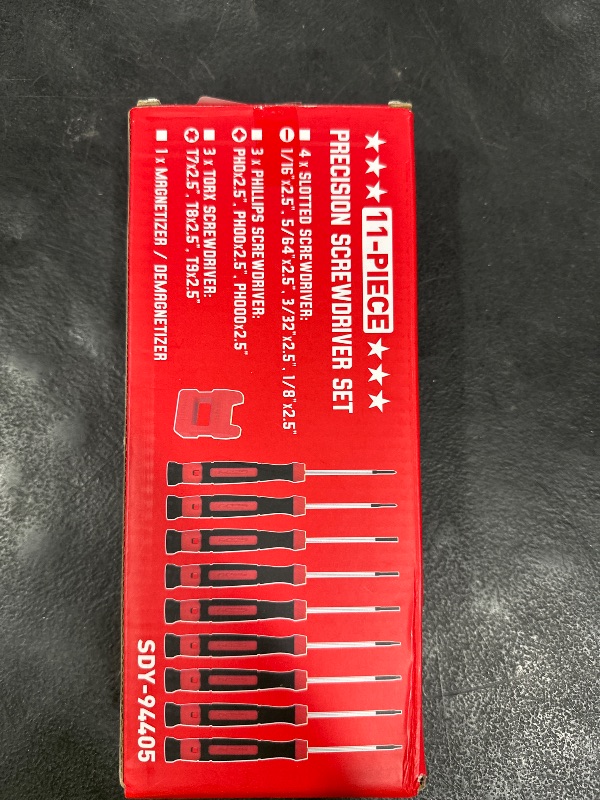 ★★★ 11-PIECE ★★★
PRECISION SCREWDRIVER SET
4 x SLOTTED SCREWDRIVER:
1/16"x2.5", 5/64"x2.5", 3/32"x2.5", 1/8"x2.5"
3 x PHILLIPS SCREWDRIVER:
PH0x2.5", PH00x2.5", PH000x2.5"
3 x TORX SCREWDRIVER:
T7x2.5", T8x2.5", T9x2.5"
1 x MAGNETIZER / DEMAGNETIZER
SDY-94405